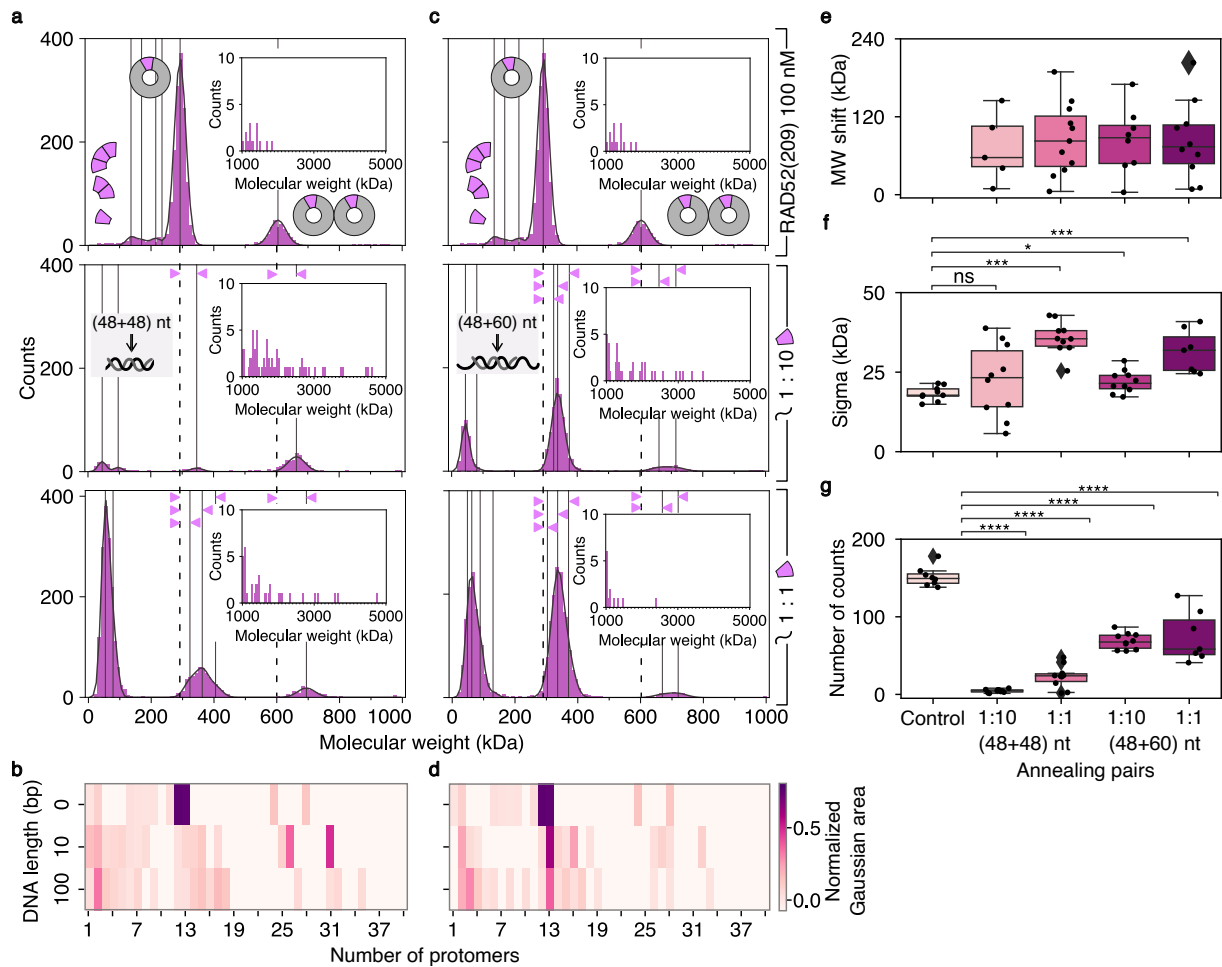 a
c
e
400
200
0
Counts
10
5
0
1000 3000 5000
Molecular weight (kDa)
Counts
10
5
0
1000 3000 5000
Molecular weight (kDa)
RAD52(209) 100 nM
MW shift (kDa)
240
120
0
400
200
0
(48+48) nt
Counts
10
5
0
1000 3000 5000
Molecular weight (kDa)
(48+60) nt
Counts
10
5
0
1000 3000 5000
Molecular weight (kDa)
~ 1 : 10
f
***
*
***
ns
Sigma (kDa)
50
25
0
Counts
400
200
0
Counts
10
5
0
1000 3000 5000
Molecular weight (kDa)
Counts
10
5
0
1000 3000 5000
Molecular weight (kDa)
~ 1 : 1
0 200 400 600 800 1000
0 200 400 600 800 1000
Molecular weight (kDa)
g
****
****
****
****
Number of counts
200
100
0
Control 1:10 1:1 1:10 1:1
(48+48) nt (48+60) nt
Annealing pairs
b
d
DNA length (bp)
0
10
100
1 7 13 19 25 31 37
1 7 13 19 25 31 37
Number of protomers
0.5
0.0
Normalized
Gaussian area